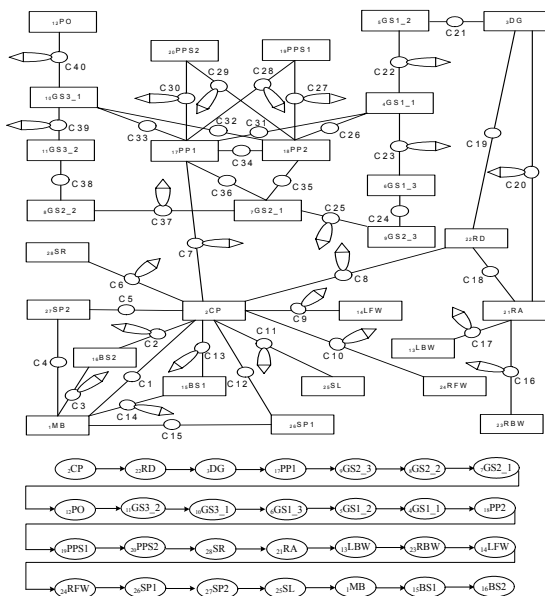 12PO
20PPS2
19PPS1
5GS1_2
3DG
C21
C40
C30
C29
C28
C27
C22
10GS3_1
4GS1_1
C39
C33
C32
C31
C26
C19
C20
11GS3_2
17PP1
C34
18PP2
C23
C38
C36
C35
6GS1_3
8GS2_2
C37
7GS2_1
C25
C24
9GS2_3
22RD
28SR
C7
C8
C18
C6
27SP2
C5
2CP
C9
14LFW
21RA
C2
C11
C10
C17
C4
16BS2
C13
13LBW
C3
C1
15BS1
C12
25SL
24RFW
C16
C14
1MB
C15
26SP1
23RBW
2CP 22RD 3DG 17PP1 9GS2_3 8GS2_2 7GS2_1
12PO 11GS3_2 10GS3_1 6GS1_3 5GS1_2 4GS1_1 18PP2
19PPS1 20PPS2 28SR 21RA 13LBW 23RBW 14LFW
24RFW 26SP1 27SP2 25SL 1MB 15BS1 16BS2